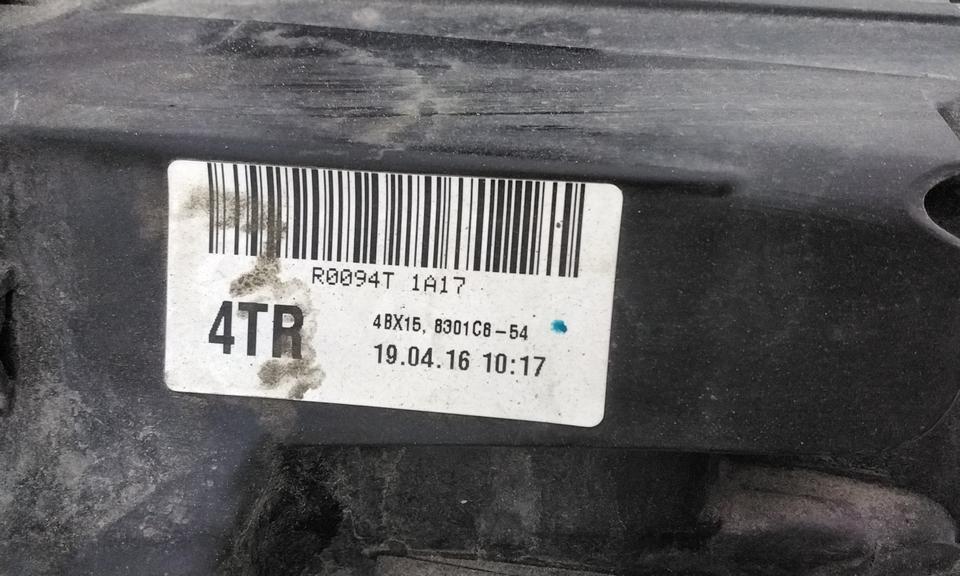 R0094T 1A17
4TR
4BX15, 8301C8-54
19.04.16 10:17